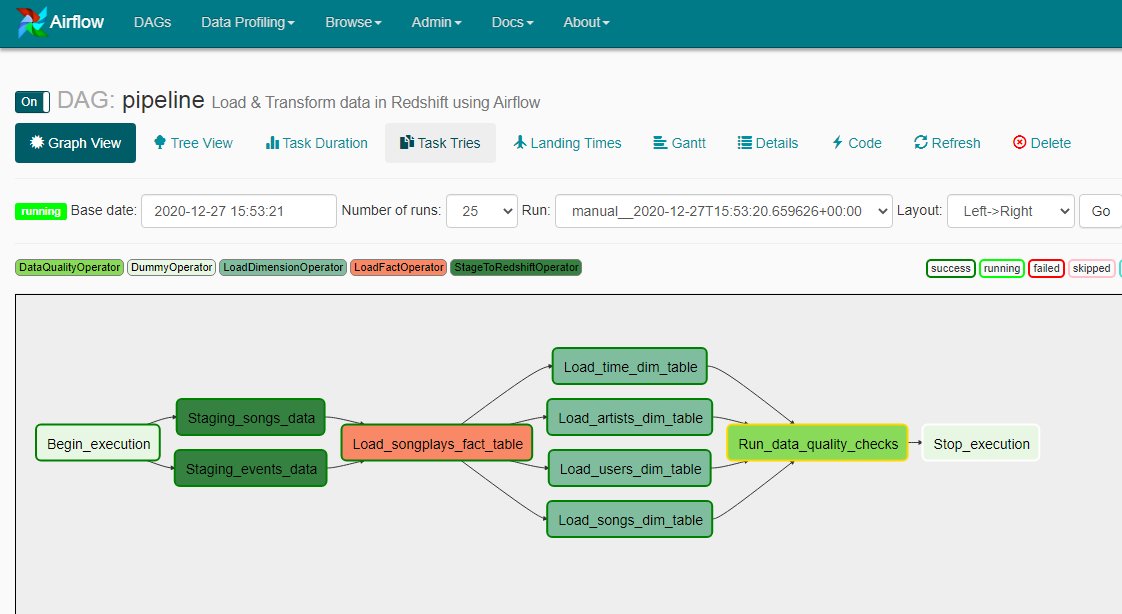 Airflow DAGs Data Profiling Browse Admin Docs About
On DAG: pipeline Load & Transform data in Redshift using Airflow
Graph View Tree View Task Duration Task Tries Landing Times Gantt Details Code Refresh Delete
running Base date: 2020-12-27 15:53:21 Number of runs: 25 Run: manual__2020-12-27T15:53:20.659626+00:00 Layout: Left->Right Go
DataQualityOperator DummyOperator LoadDimensionOperator LoadFactOperator StageToRedshiftOperator success running failed skipped
Load_time_dim_table
Staging_songs_data Load_artists_dim_table
Begin_execution Load_songplays_fact_table Run_data_quality_checks Stop_execution
Staging_events_data Load_users_dim_table
Load_songs_dim_table